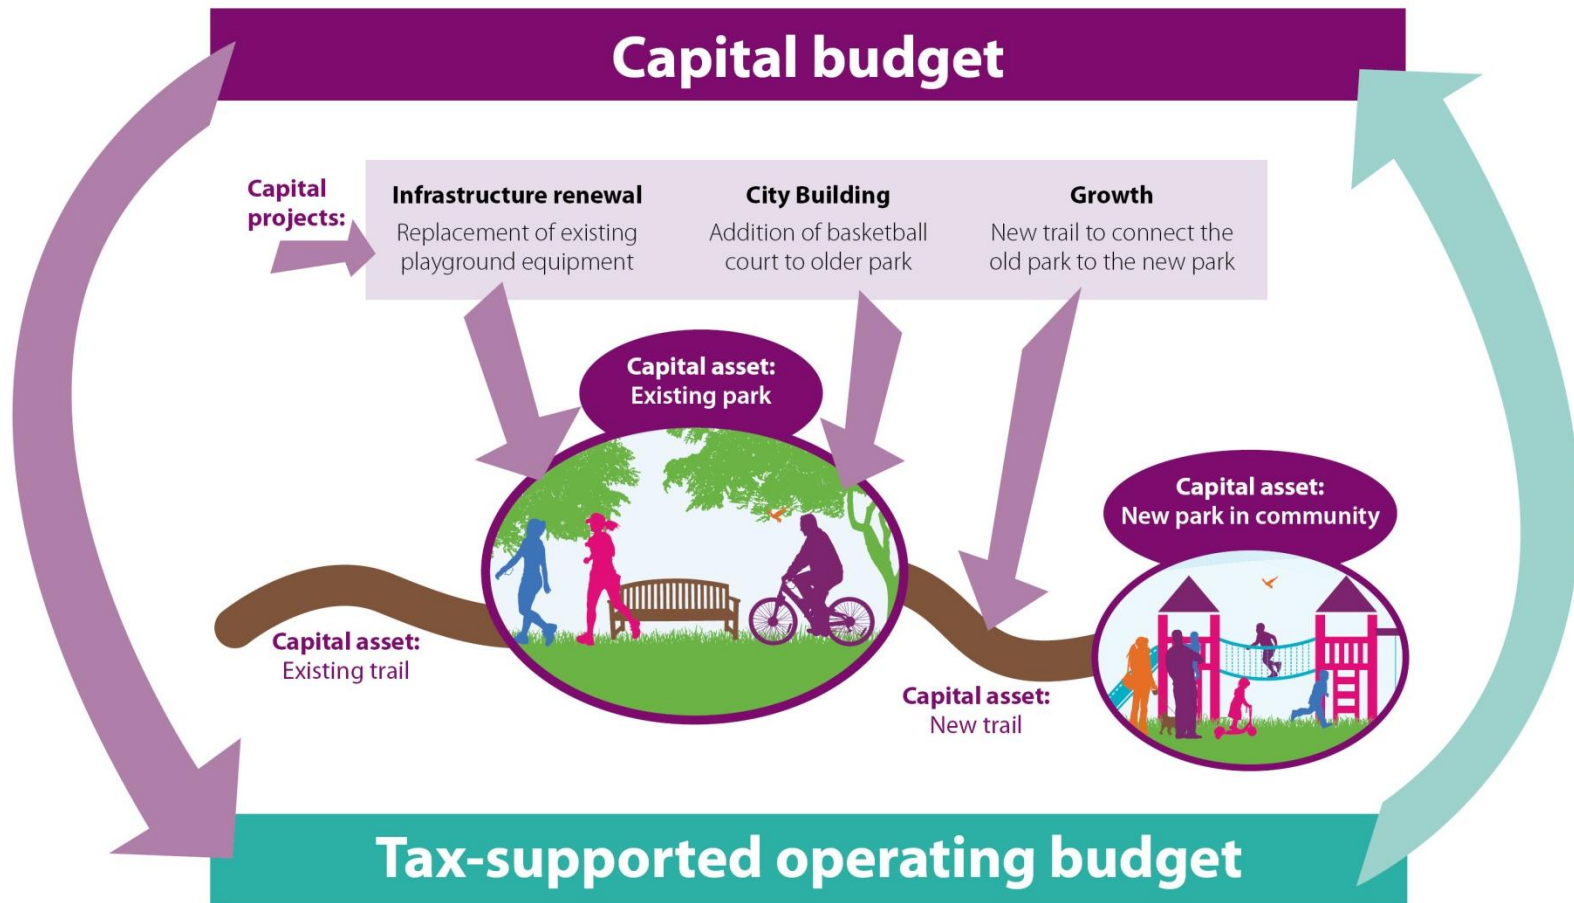 Capital budget
Capital
projects:
Infrastructure renewal
Replacement of existing
playground equipment
City Building
Addition of basketball
court to older park
Growth
New trail to connect the
old park to the new park
Capital asset:
Existing park
Capital asset:
New park in community
Capital asset:
Existing trail
Capital asset:
New trail
Tax-supported operating budget